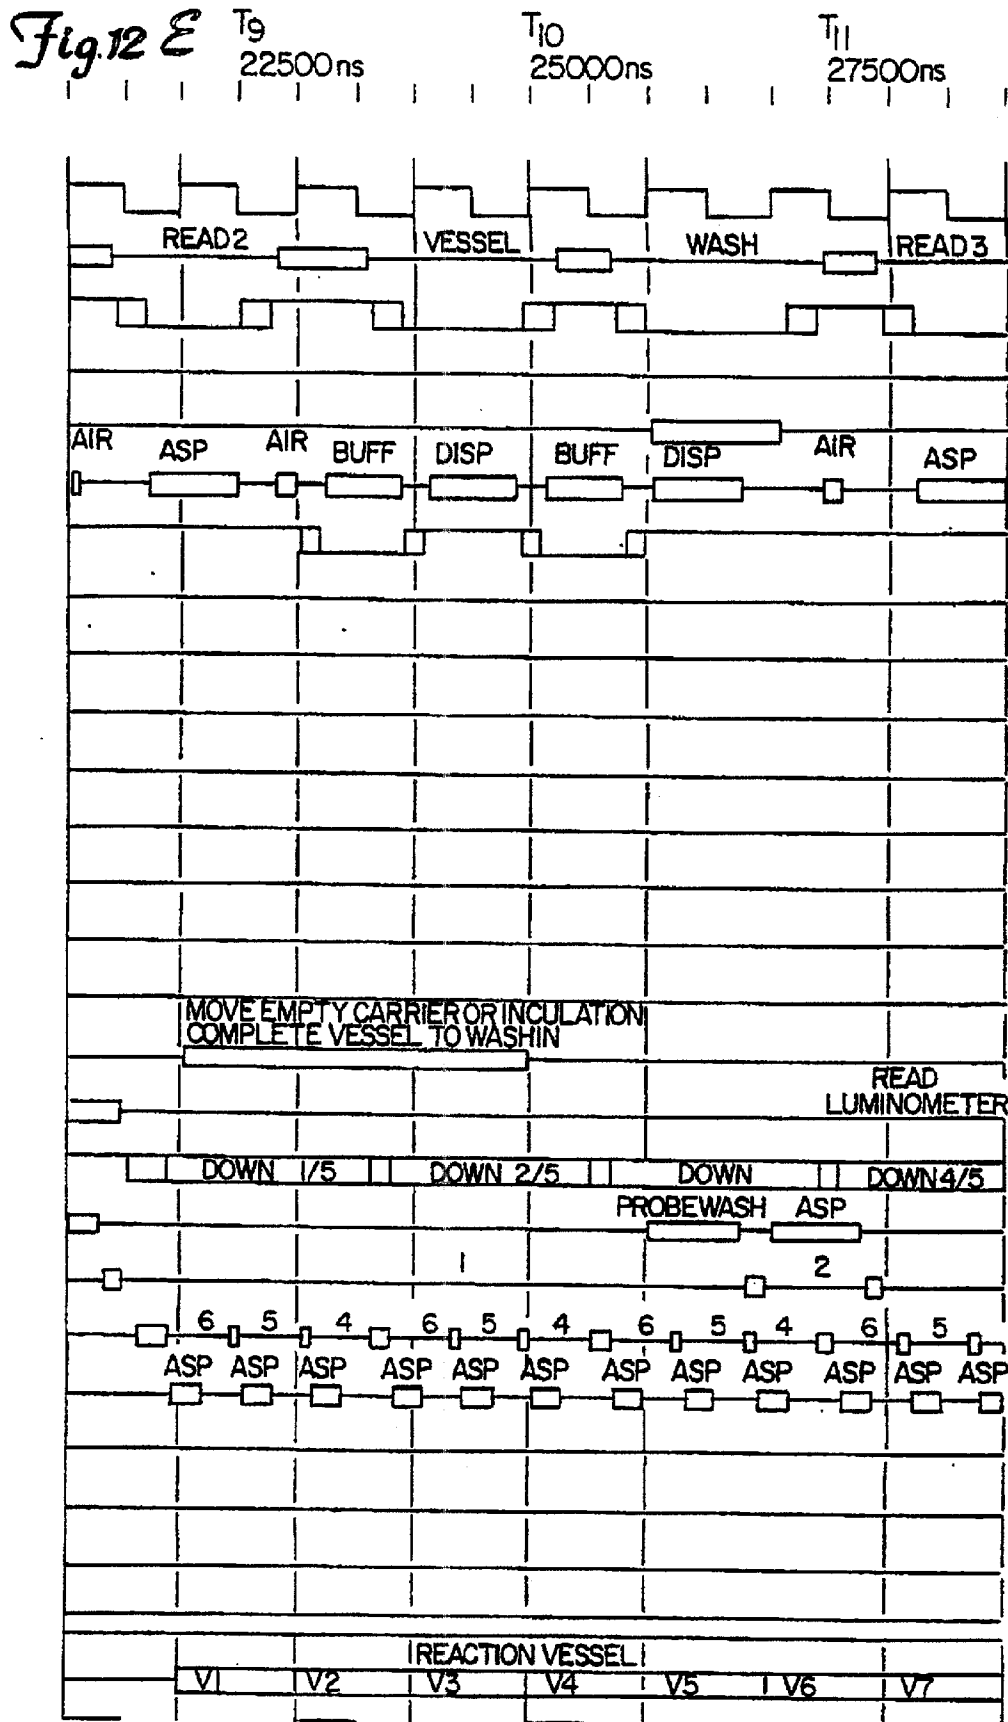 Fig.12 E
T9 T10 T11
22500ns 25000ns 27500ns
READ2 VESSEL WASH READ3
AIR ASP AIR BUFF DISP BUFF DISP AIR ASP
MOVE EMPTY CARRIER OR INCULATION
COMPLETE VESSEL TO WASHIN
READ
LUMINOMETER
DOWN 1/5 DOWN 2/5 DOWN DOWN 4/5
PROBEWASH ASP
1 2
6 5 4 6 5 4 6 5 4 6 5
ASP ASP ASP ASP ASP ASP ASP ASP ASP ASP ASP ASP
REACTION VESSEL
V1 V2 V3 V4 V5 V6 V7